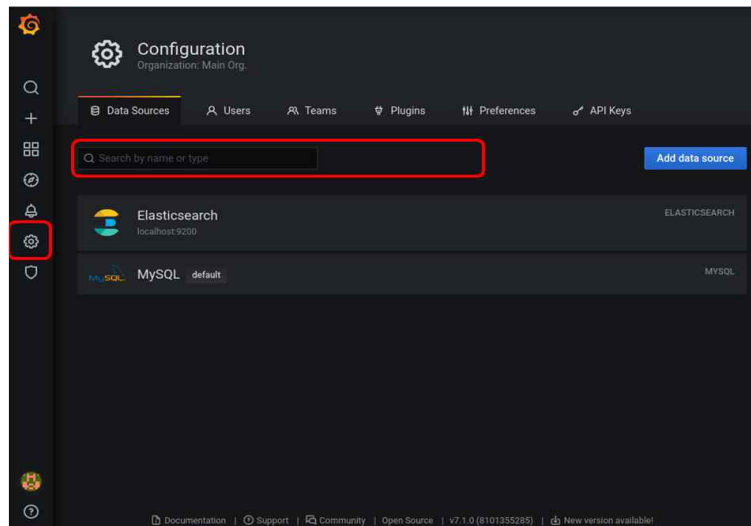 Configuration
Organization: Main Org.
Data Sources
Users
Teams
Plugins
Preferences
API Keys
Search by name or type
Add data source
Elasticsearch
ELASTICSEARCH
localhost:9200
MySQL
MySQL default
MYSQL
Documentation | Support | Community | Open Source | v7.1.0 (8101355285) | New version available!